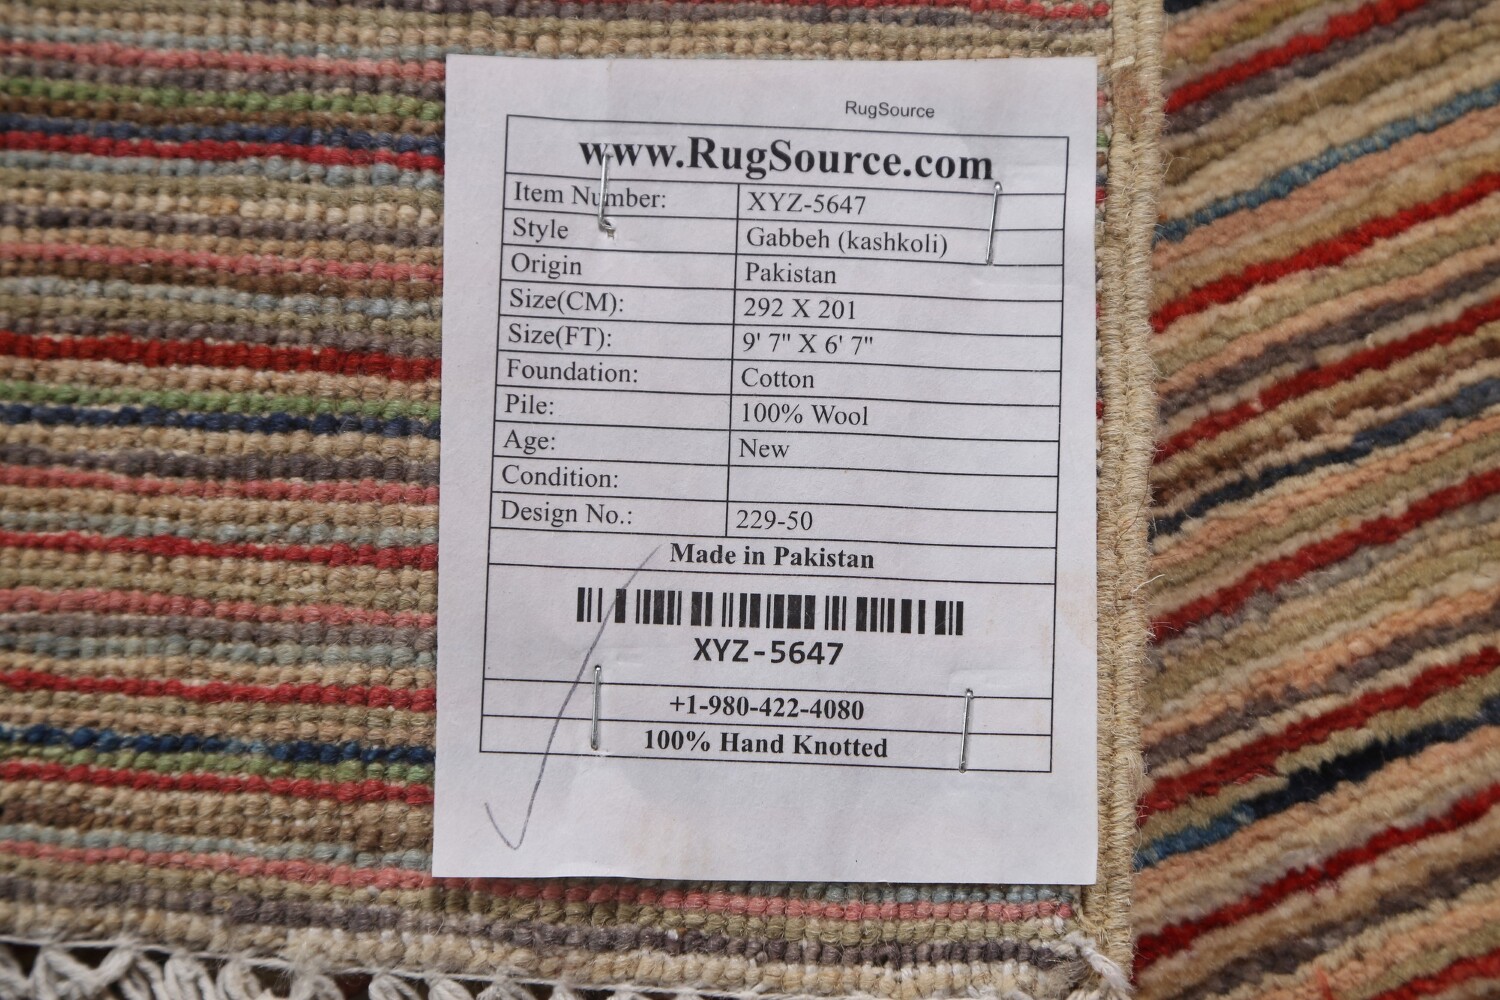 RugSource
www.RugSource.com
Item Number: XYZ-5647
Style Gabbeh (kashkoli)
Origin Pakistan
Size(CM): 292 X 201
Size(FT): 9' 7" X 6' 7"
Foundation: Cotton
Pile: 100% Wool
Age: New
Condition:
Design No.: 229-50
Made in Pakistan
XYZ-5647
+1-980-422-4080
100% Hand Knotted